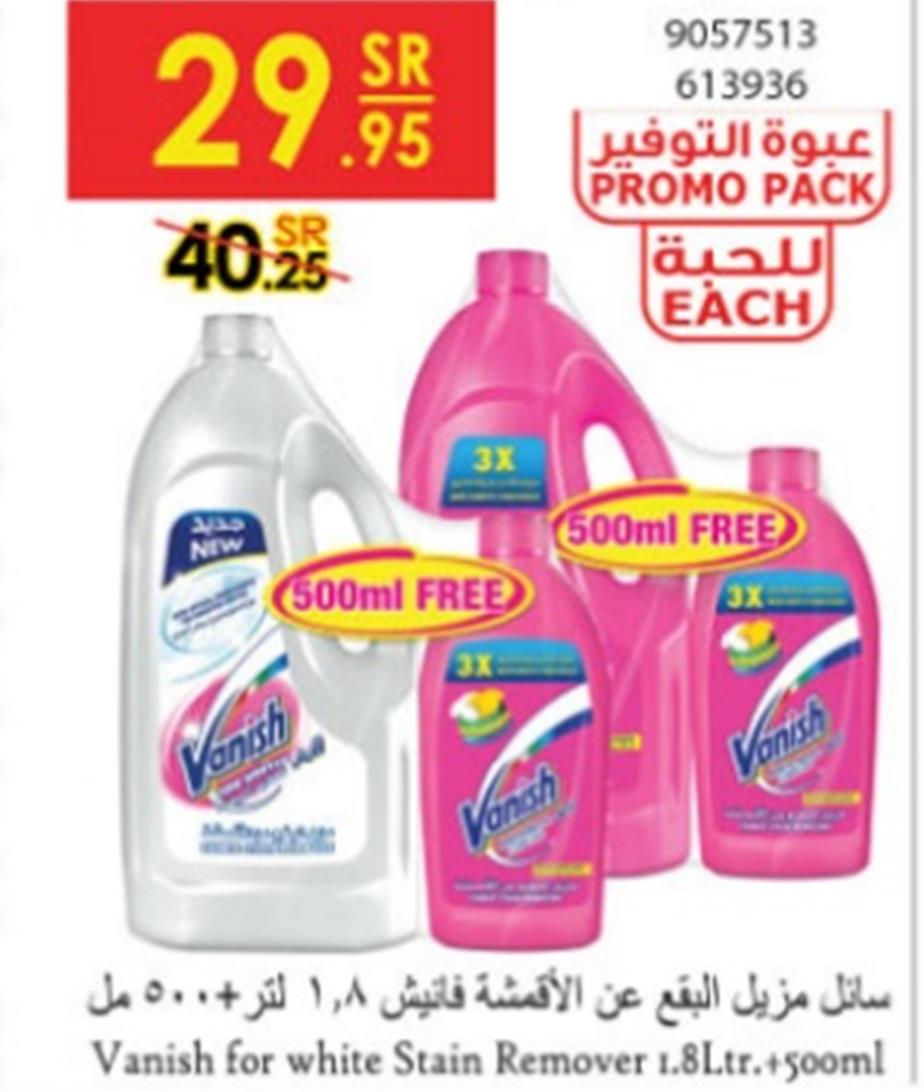 29 SR
.95
40.25 SR
9057513
613936
عبوة التوفير
PROMO PACK
للحبة
EACH
3X
500ml FREE
جديد
NEW
500ml FREE
3X
3X
Vanish
Vanish
Vanish
سائل مزيل البقع عن الأقمشة فانيش ١,٨ لتر+٥٠٠ مل
Vanish for white Stain Remover 1.8Ltr.+500ml